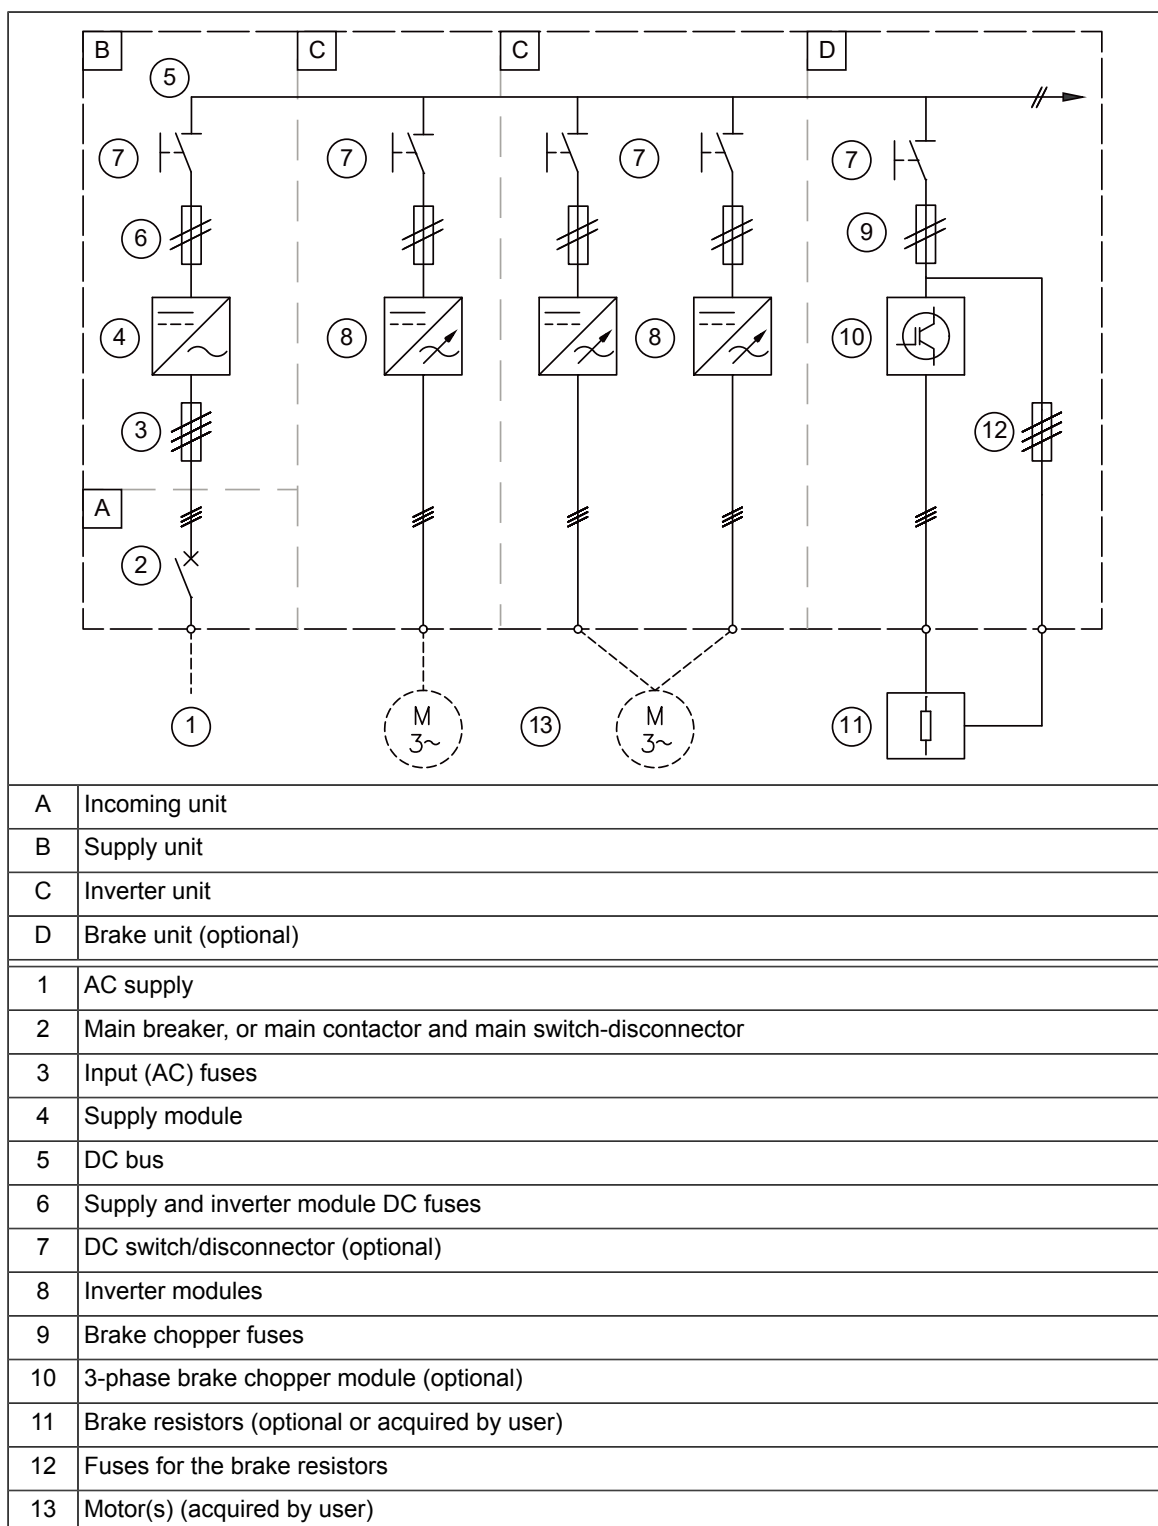 B
C
C
D
5
7
7
7
7
6
9
4
8
8
10
3
12
A
2
1
M
3~
13
M
3~
11
A Incoming unit
B Supply unit
C Inverter unit
D Brake unit (optional)
1 AC supply
2 Main breaker, or main contactor and main switch-disconnector
3 Input (AC) fuses
4 Supply module
5 DC bus
6 Supply and inverter module DC fuses
7 DC switch/disconnector (optional)
8 Inverter modules
9 Brake chopper fuses
10 3-phase brake chopper module (optional)
11 Brake resistors (optional or acquired by user)
12 Fuses for the brake resistors
13 Motor(s) (acquired by user)